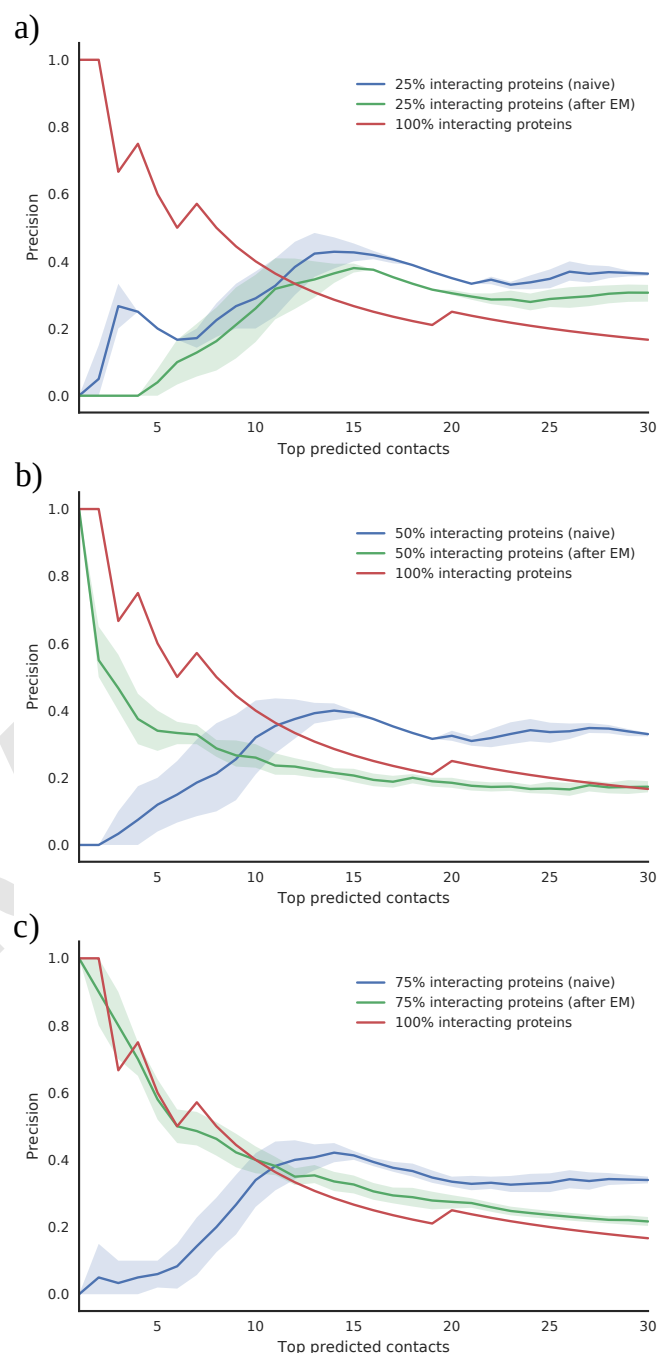 a)
1.0
0.8
0.6
0.4
0.2
0.0
Precision
25% interacting proteins (naive)
25% interacting proteins (after EM)
100% interacting proteins
5 10 15 20 25 30
Top predicted contacts
b)
1.0
0.8
0.6
0.4
0.2
0.0
Precision
50% interacting proteins (naive)
50% interacting proteins (after EM)
100% interacting proteins
5 10 15 20 25 30
Top predicted contacts
c)
1.0
0.8
0.6
0.4
0.2
0.0
Precision
75% interacting proteins (naive)
75% interacting proteins (after EM)
100% interacting proteins
5 10 15 20 25 30
Top predicted contacts